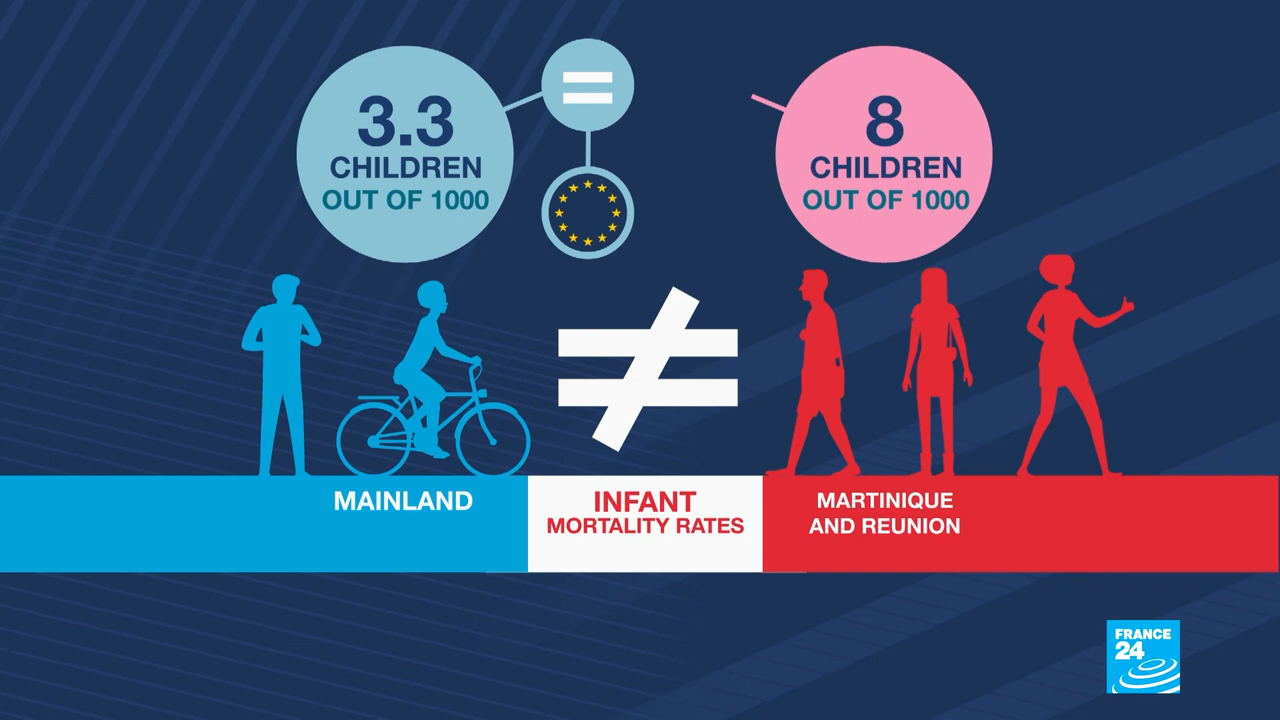 3.3
CHILDREN
OUT OF 1000
8
CHILDREN
OUT OF 1000
MAINLAND
INFANT
MORTALITY RATES
MARTINIQUE
AND REUNION
FRANCE
24